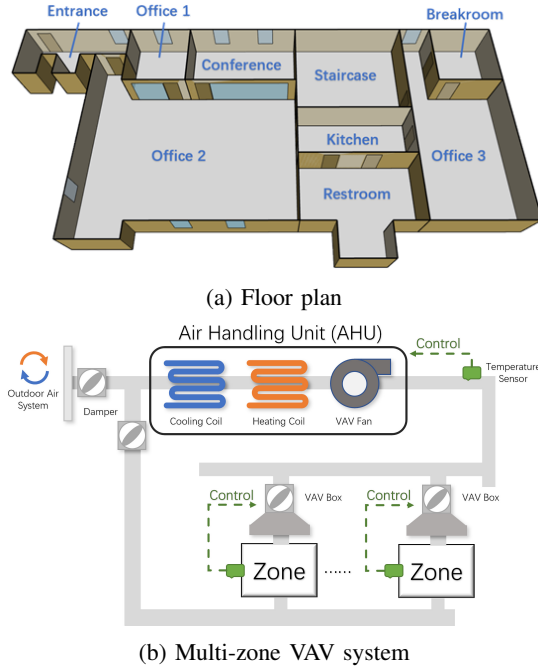 Entrance
Office 1
Breakroom
Conference
Staircase
Kitchen
Office 2
Office 3
Restroom
(a) Floor plan
Air Handling Unit (AHU)
Control
Outdoor Air
System
Damper
Cooling Coil
Heating Coil
VAV Fan
Temperature
Sensor
Control
VAV Box
Control
VAV Box
Zone
......
Zone
(b) Multi-zone VAV system